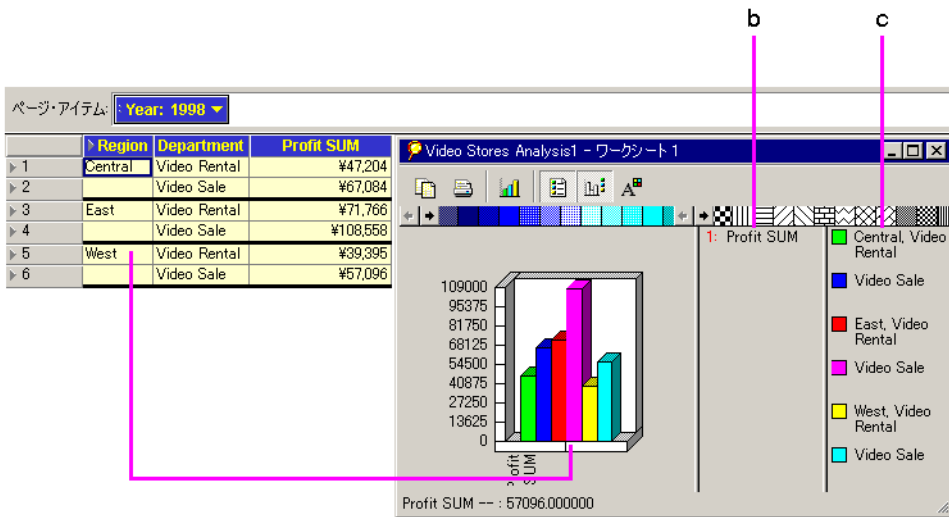 b c
ページ・アイテム: Year: 1998
Region Department Profit SUM
1 Central Video Rental ¥47,204
2 Video Sale ¥67,084
3 East Video Rental ¥71,766
4 Video Sale ¥108,558
5 West Video Rental ¥39,395
6 Video Sale ¥57,096
Video Stores Analysis1 - ワークシート 1
A
1: Profit SUM
Central, Video
Rental
Video Sale
East, Video
Rental
Video Sale
West, Video
Rental
Video Sale
109000
95375
81750
68125
54500
40875
27250
13625
0
Profit
SUM
Profit SUM -- : 57096.000000